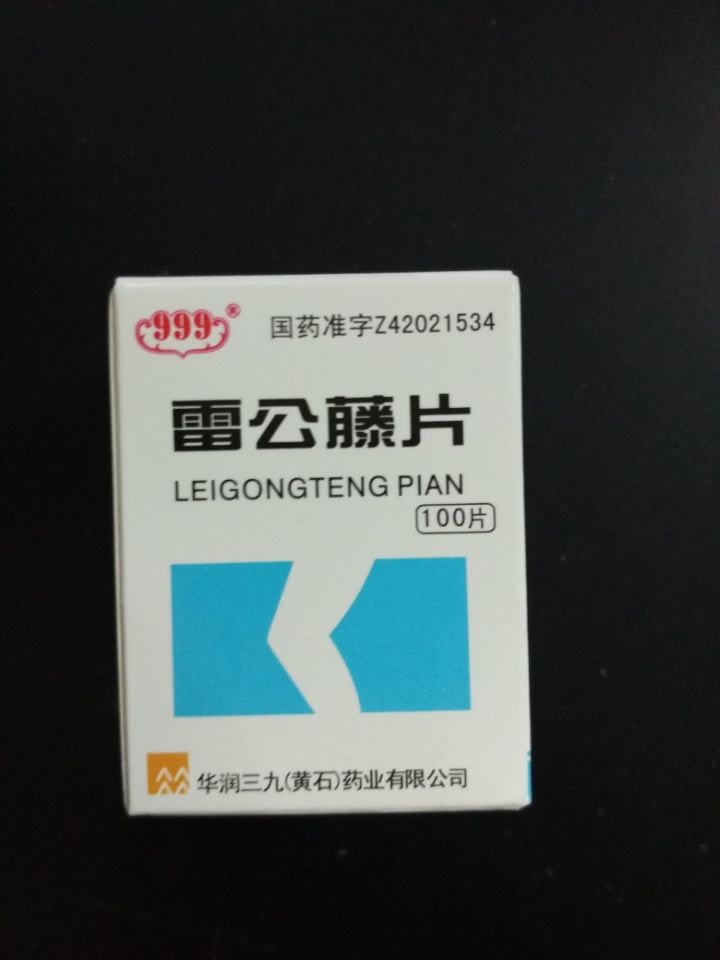 999®
国药准字Z42021534
雷公藤片
LEIGONGTENG PIAN
100片
华润三九(黄石)药业有限公司